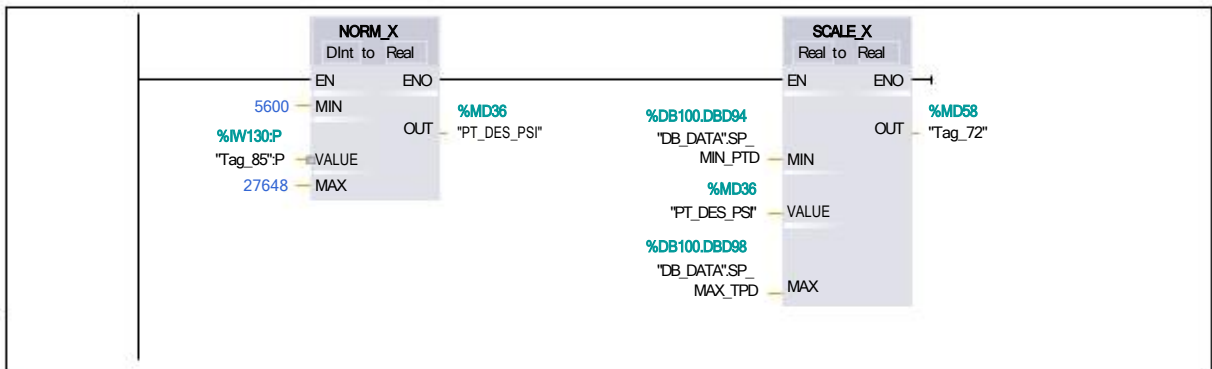 NORM_X
DInt to Real
EN ENO
5600 MIN
%MD36
OUT "PT_DES_PSI"
%IW130:P
"Tag_85":P VALUE
27648 MAX
SCALE_X
Real to Real
EN ENO
%DB100.DBD94
"DB_DATA".SP_
MIN_PTD MIN
%MD58
OUT "Tag_72"
%MD36
"PT_DES_PSI" VALUE
%DB100.DBD98
"DB_DATA".SP_
MAX_TPD MAX